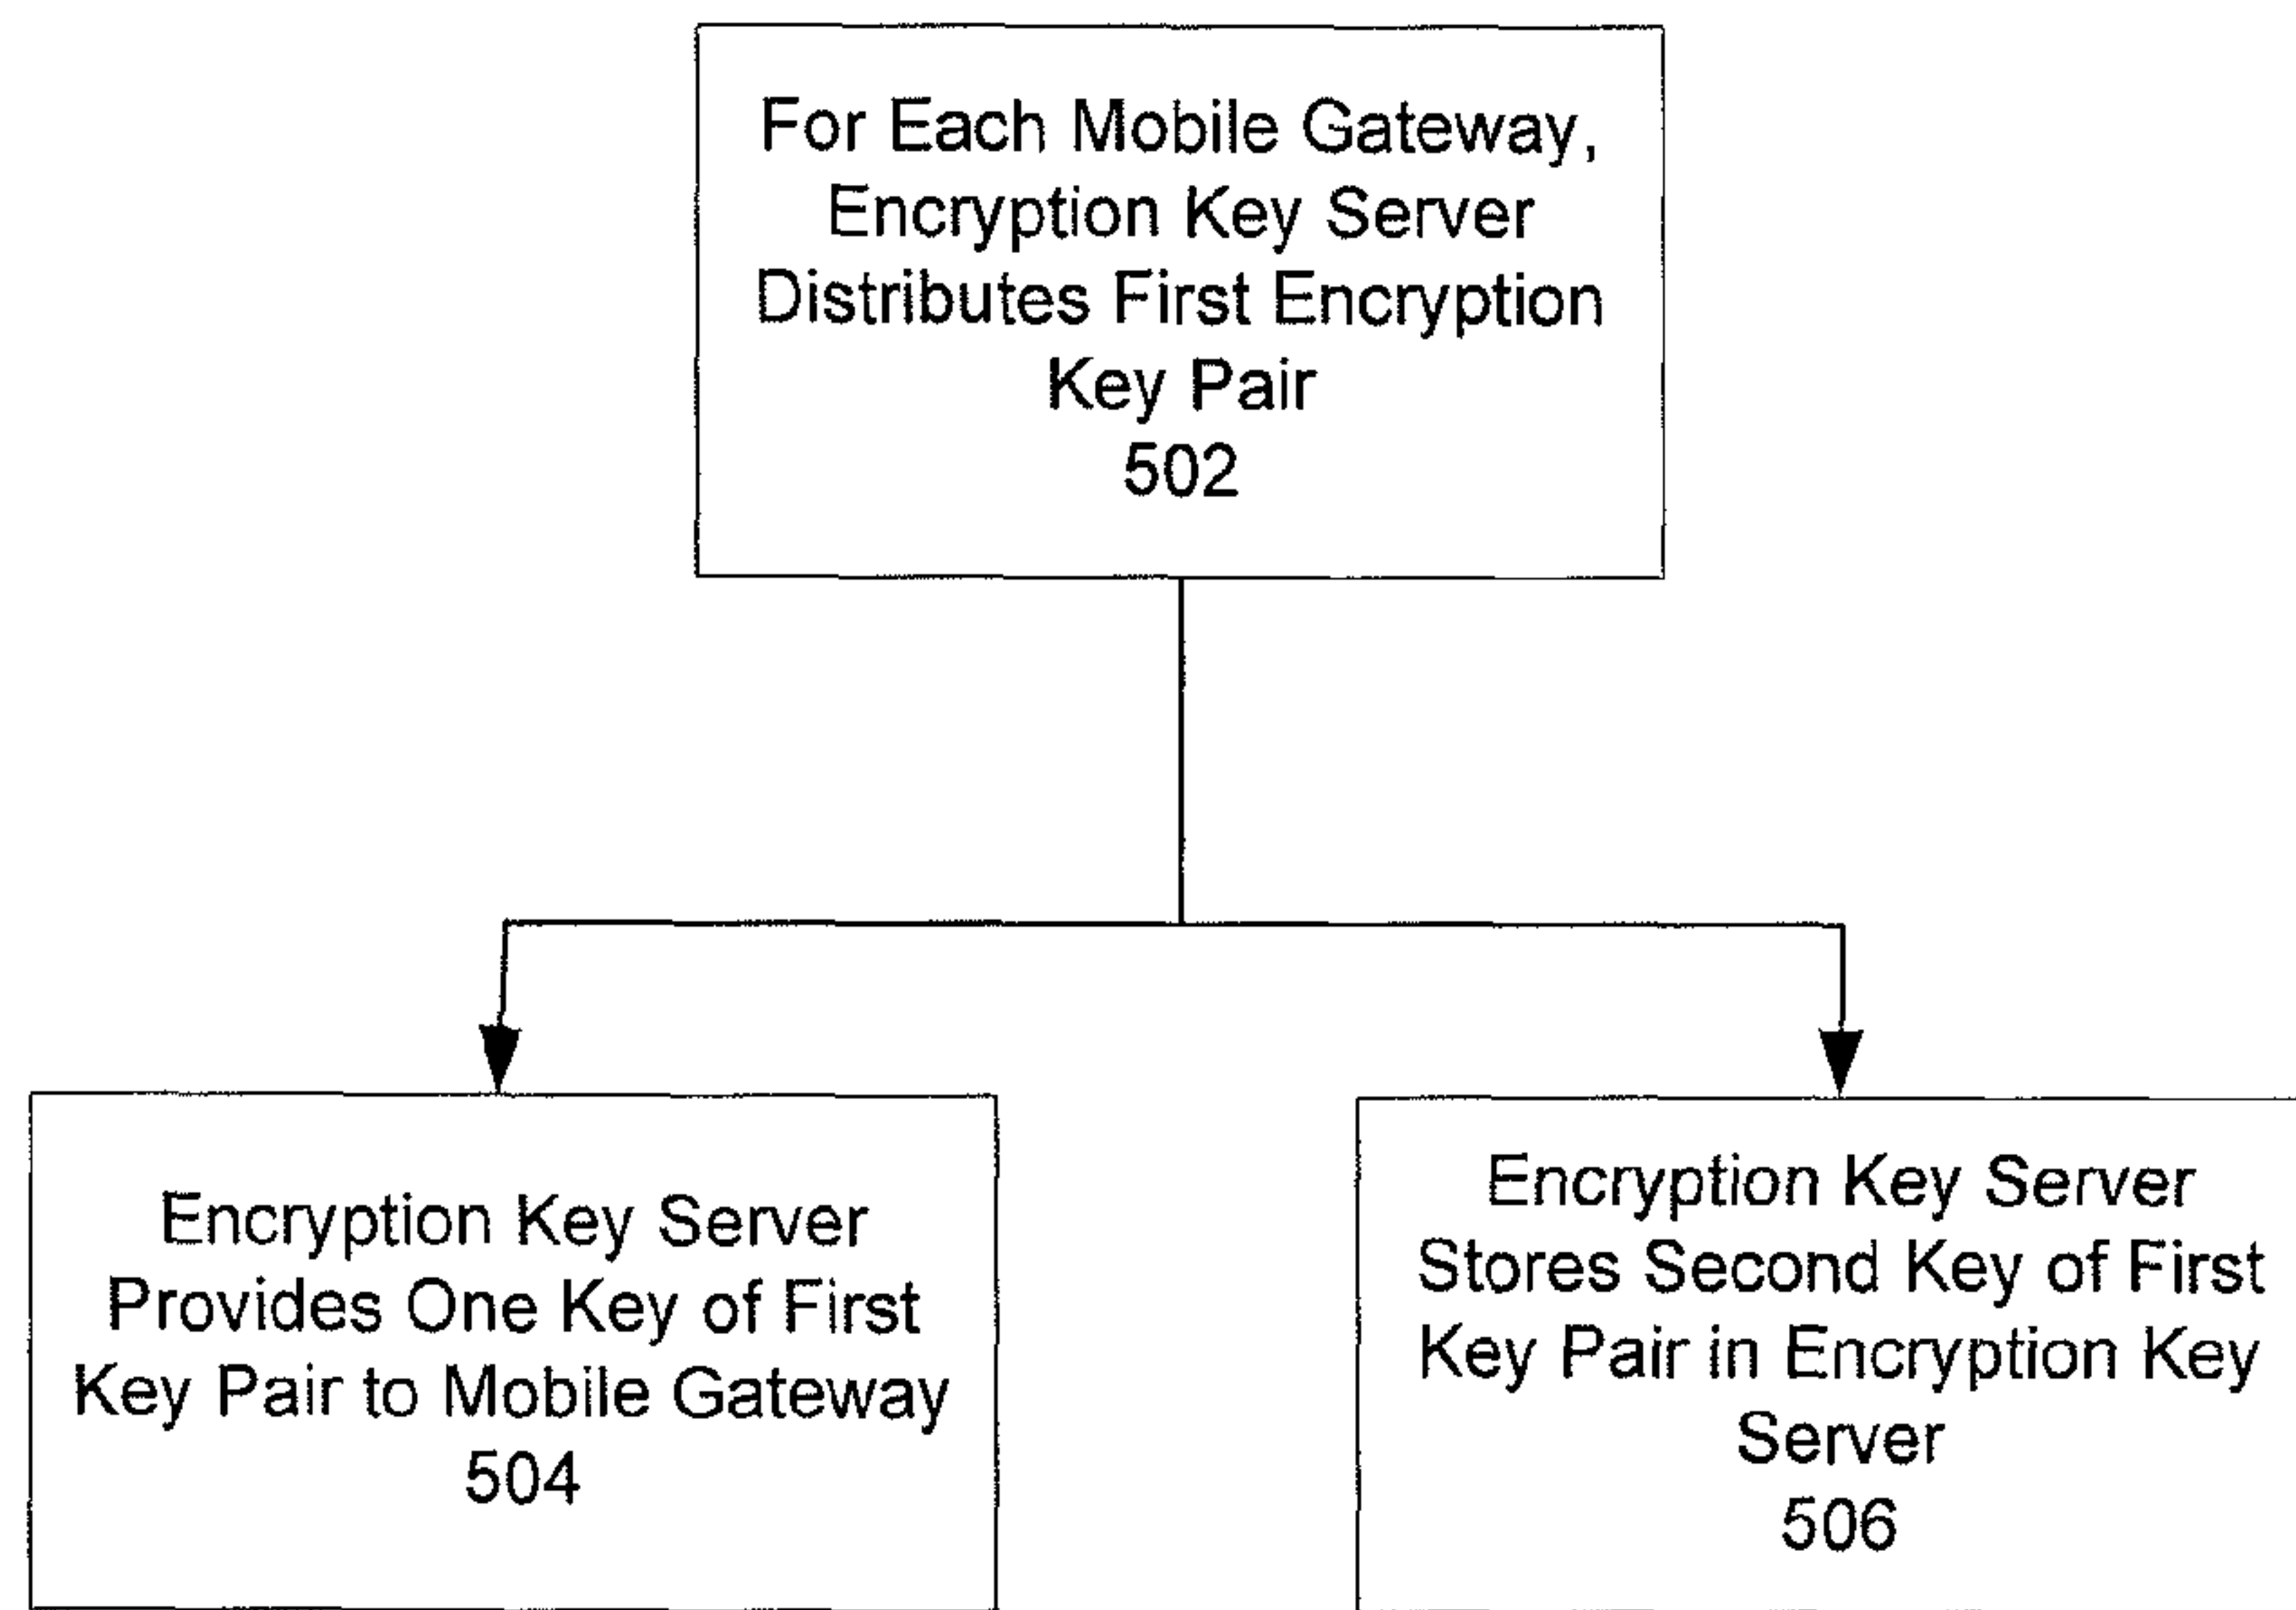 For Each Mobile Gateway,
Encryption Key Server
Distributes First Encryption
Key Pair
502
Encryption Key Server
Provides One Key of First
Key Pair to Mobile Gateway
504
Encryption Key Server
Stores Second Key of First
Key Pair in Encryption Key
Server
506